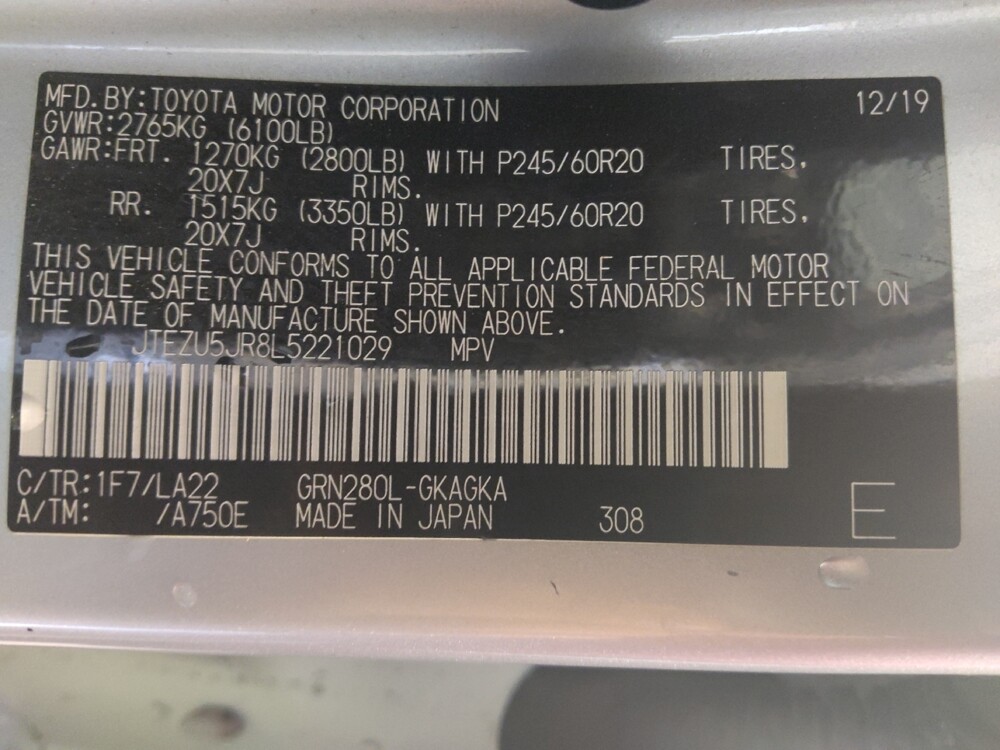 MFD.BY:TOYOTA MOTOR CORPORATION 12/19
GVWR:2765KG (6100LB)
GAWR:FRT. 1270KG (2800LB) WITH P245/60R20 TIRES,
20X7J RIMS.
RR. 1515KG (3350LB) WITH P245/60R20 TIRES,
20X7J RIMS.
THIS VEHICLE CONFORMS TO ALL APPLICABLE FEDERAL MOTOR
VEHICLE SAFETY AND THEFT PREVENTION STANDARDS IN EFFECT ON
THE DATE OF MANUFACTURE SHOWN ABOVE.
JTEZU5JR8L5221029 MPV
C/TR:1F7/LA22 GRN280L-GKAGKA
A/TM: /A750E MADE IN JAPAN 308 E